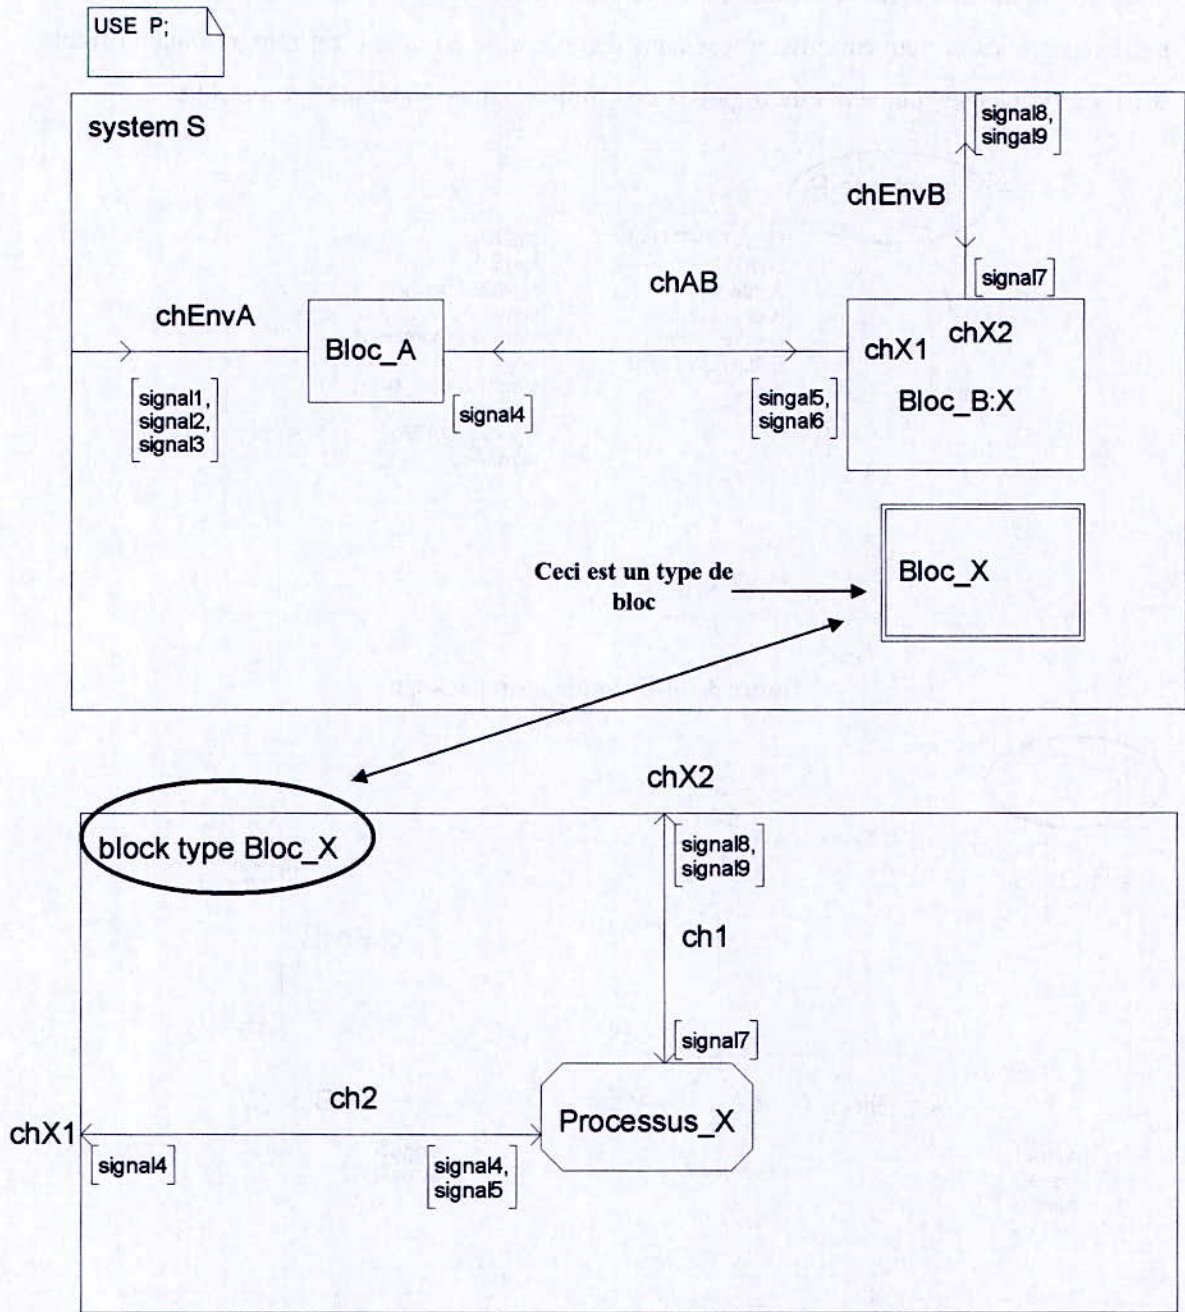 USE P;
system S
signal8,
singal9
chEnvB
[signal7]
chAB
chEnvA
Bloc_A
chX1
chX2
Bloc_B:X
[signal1,
signal2,
signal3]
[signal4]
[singal5,
signal6]
Ceci est un type de
bloc
Bloc_X
chX2
block type Bloc_X
[signal8,
signal9]
ch1
[signal7]
ch2
Processus_X
chX1
[signal4]
[signal4,
signal5]